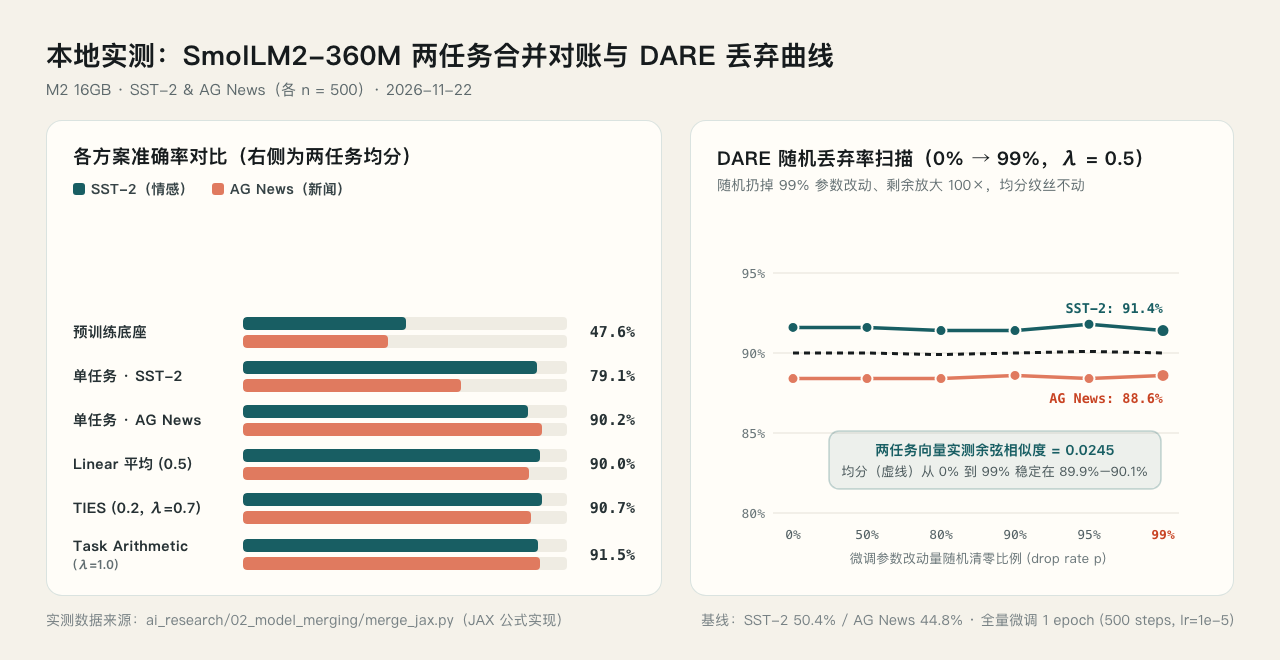 本地实测：SmolLM2-360M 两任务合并对账与 DARE 丢弃曲线
M2 16GB · SST-2 & AG News（各 n = 500）· 2026-11-22
各方案准确率对比（右侧为两任务均分）
SST-2（情感）
AG News（新闻）
预训练底座
47.6%
单任务 · SST-2
79.1%
单任务 · AG News
90.2%
Linear 平均 (0.5)
90.0%
TIES (0.2, λ=0.7)
90.7%
Task Arithmetic
(λ=1.0)
91.5%
DARE 随机丢弃率扫描（0% → 99%，λ = 0.5）
随机扔掉 99% 参数改动、剩余放大 100×，均分纹丝不动
95%
90%
85%
80%
SST-2: 91.4%
AG News: 88.6%
两任务向量实测余弦相似度 = 0.0245
均分（虚线）从 0% 到 99% 稳定在 89.9%—90.1%
0%
50%
80%
90%
95%
99%
微调参数改动量随机清零比例 (drop rate p)
实测数据来源：ai_research/02_model_merging/merge_jax.py（JAX 公式实现）
基线：SST-2 50.4% / AG News 44.8% · 全量微调 1 epoch (500 steps, lr=1e-5)